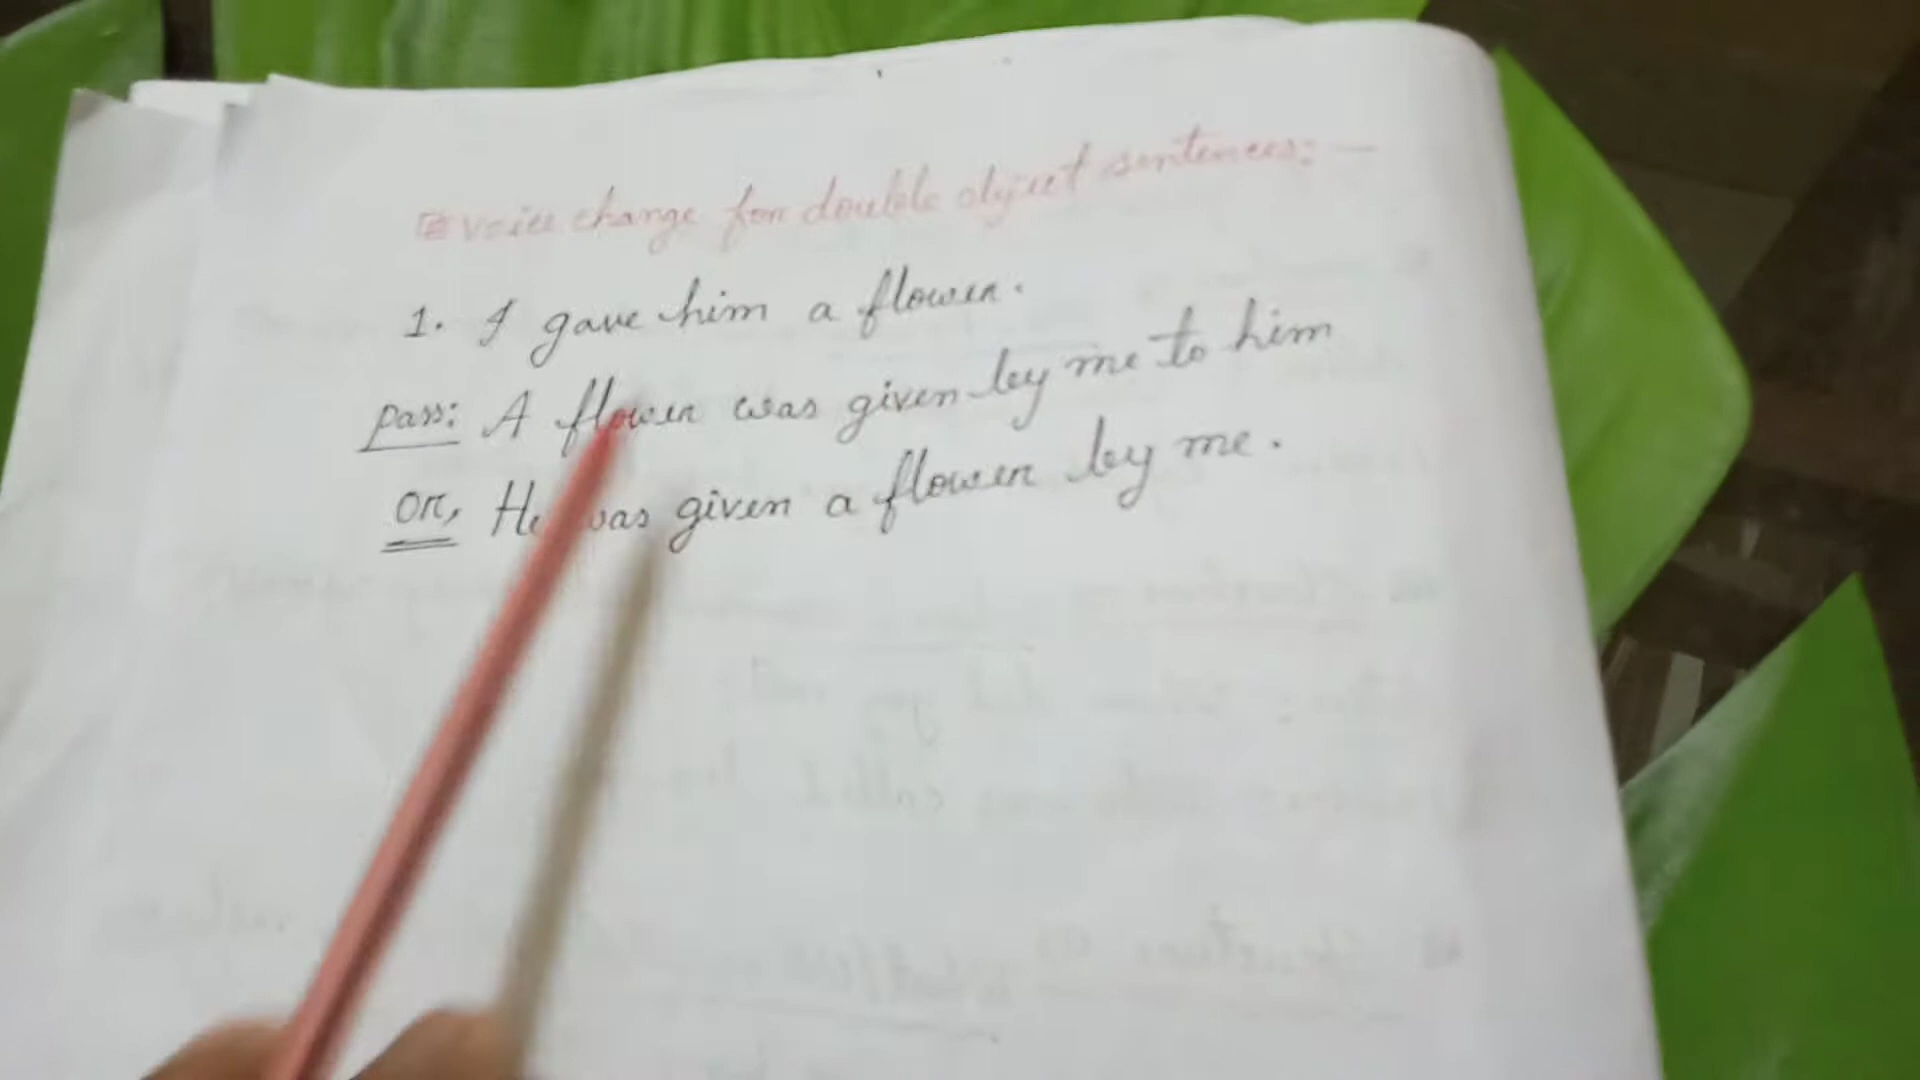 voice change for double object sentences:—
1. I gave him a flower.
pass: A flower was given by me to him
or, He was given a flower by me.